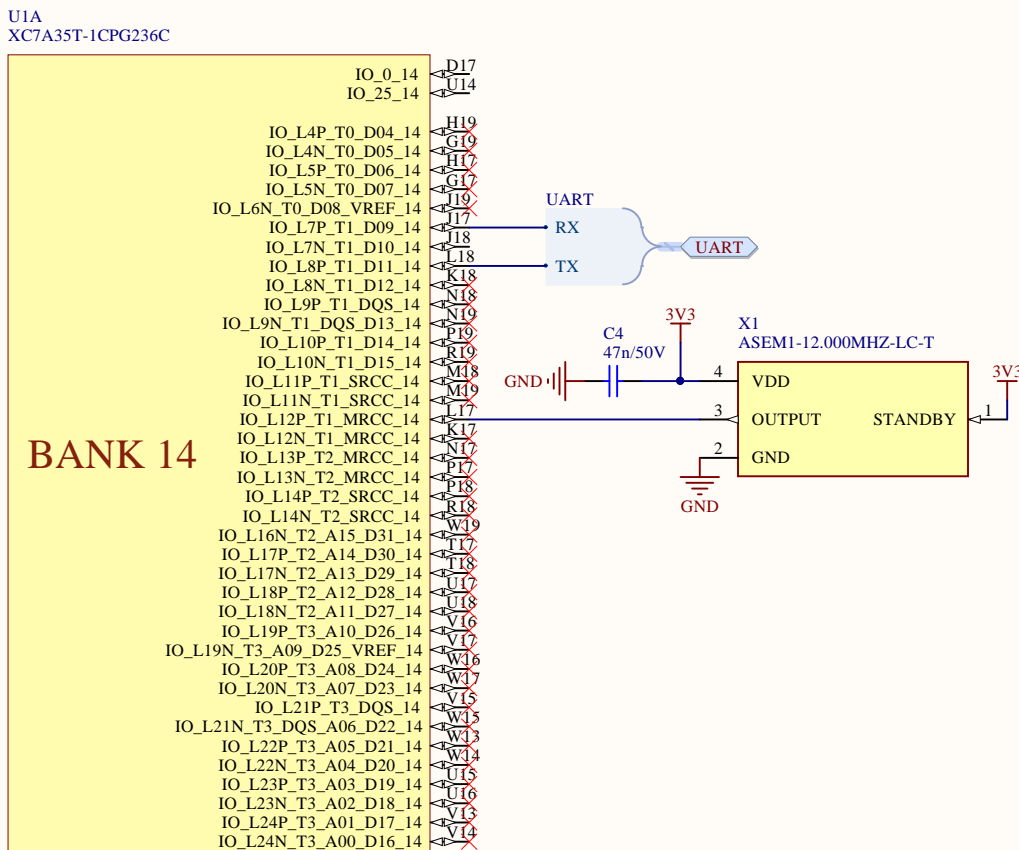 U1A
XC7A35T-1CPG236C
IO_0_14 D17
IO_25_14 U14
IO_L4P_T0_D04_14 H19
IO_L4N_T0_D05_14 G19
IO_L5P_T0_D06_14 H17
IO_L5N_T0_D07_14 G17
IO_L6N_T0_D08_VREF_14 J19
IO_L7P_T1_D09_14 J17
IO_L7N_T1_D10_14 J18
IO_L8P_T1_D11_14 L18
IO_L8N_T1_D12_14 K18
IO_L9P_T1_DQS_14 N18
IO_L9N_T1_DQS_D13_14 N19
IO_L10P_T1_D14_14 P19
IO_L10N_T1_D15_14 R19
IO_L11P_T1_SRCC_14 M18
IO_L11N_T1_SRCC_14 M19
IO_L12P_T1_MRCC_14 L17
IO_L12N_T1_MRCC_14 K17
IO_L13P_T2_MRCC_14 N17
IO_L13N_T2_MRCC_14 P17
IO_L14P_T2_SRCC_14 P18
IO_L14N_T2_SRCC_14 R18
IO_L16N_T2_A15_D31_14 W19
IO_L17P_T2_A14_D30_14 T17
IO_L17N_T2_A13_D29_14 T18
IO_L18P_T2_A12_D28_14 U17
IO_L18N_T2_A11_D27_14 U18
IO_L19P_T3_A10_D26_14 V16
IO_L19N_T3_A09_D25_VREF_14 V17
IO_L20P_T3_A08_D24_14 W16
IO_L20N_T3_A07_D23_14 W17
IO_L21P_T3_DQS_14 V15
IO_L21N_T3_DQS_A06_D22_14 W15
IO_L22P_T3_A05_D21_14 W13
IO_L22N_T3_A04_D20_14 W14
IO_L23P_T3_A03_D19_14 U15
IO_L23N_T3_A02_D18_14 U16
IO_L24P_T3_A01_D17_14 V13
IO_L24N_T3_A00_D16_14 V14
BANK 14
UART
RX
TX
UART
3V3
C4
47n/50V
GND
X1
ASEM1-12.000MHZ-LC-T
4 VDD
3 OUTPUT
2 GND
STANDBY 1
3V3
GND